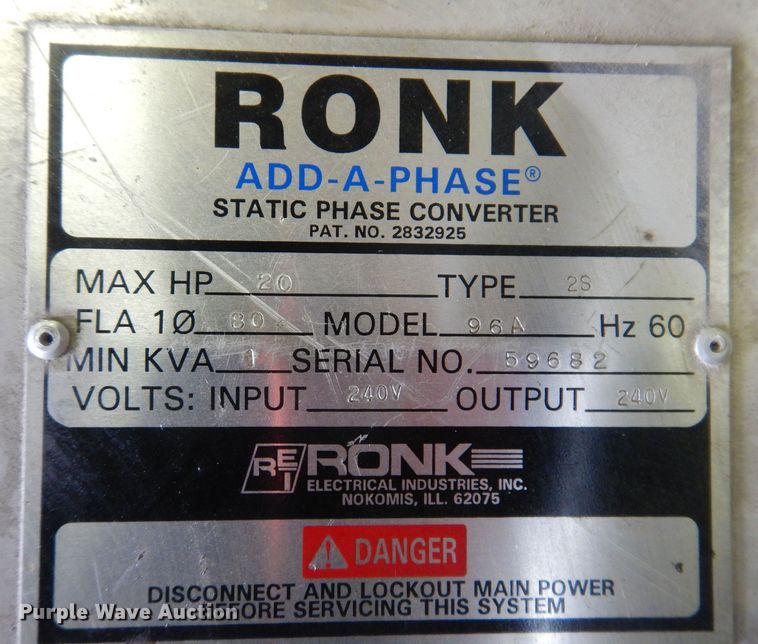 RONK
ADD-A-PHASE®
STATIC PHASE CONVERTER
PAT. NO. 2832925
MAX HP 20 TYPE 2S
FLA 1Ø 80 MODEL 96A Hz 60
MIN KVA 1 SERIAL NO. 59682
VOLTS: INPUT 240V OUTPUT 240V
REI RONK
ELECTRICAL INDUSTRIES, INC.
NOKOMIS, ILL. 62075
DANGER
DISCONNECT AND LOCKOUT MAIN POWER
BEFORE SERVICING THIS SYSTEM
Purple Wave Auction